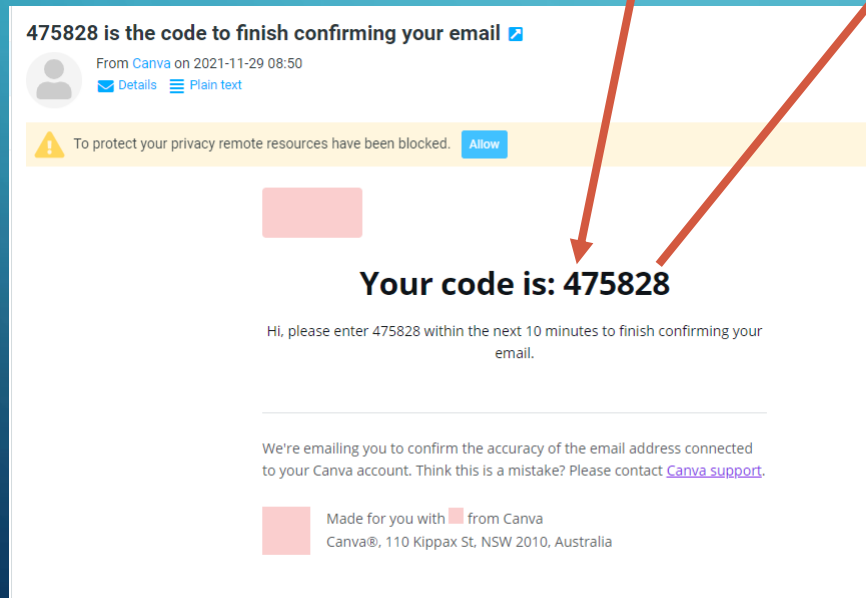 475828 is the code to finish confirming your email
From Canva on 2021-11-29 08:50
Details Plain text
To protect your privacy remote resources have been blocked. Allow
Your code is: 475828
Hi, please enter 475828 within the next 10 minutes to finish confirming your
email.
We're emailing you to confirm the accuracy of the email address connected
to your Canva account. Think this is a mistake? Please contact Canva support.
Made for you with from Canva
Canva®, 110 Kippax St, NSW 2010, Australia